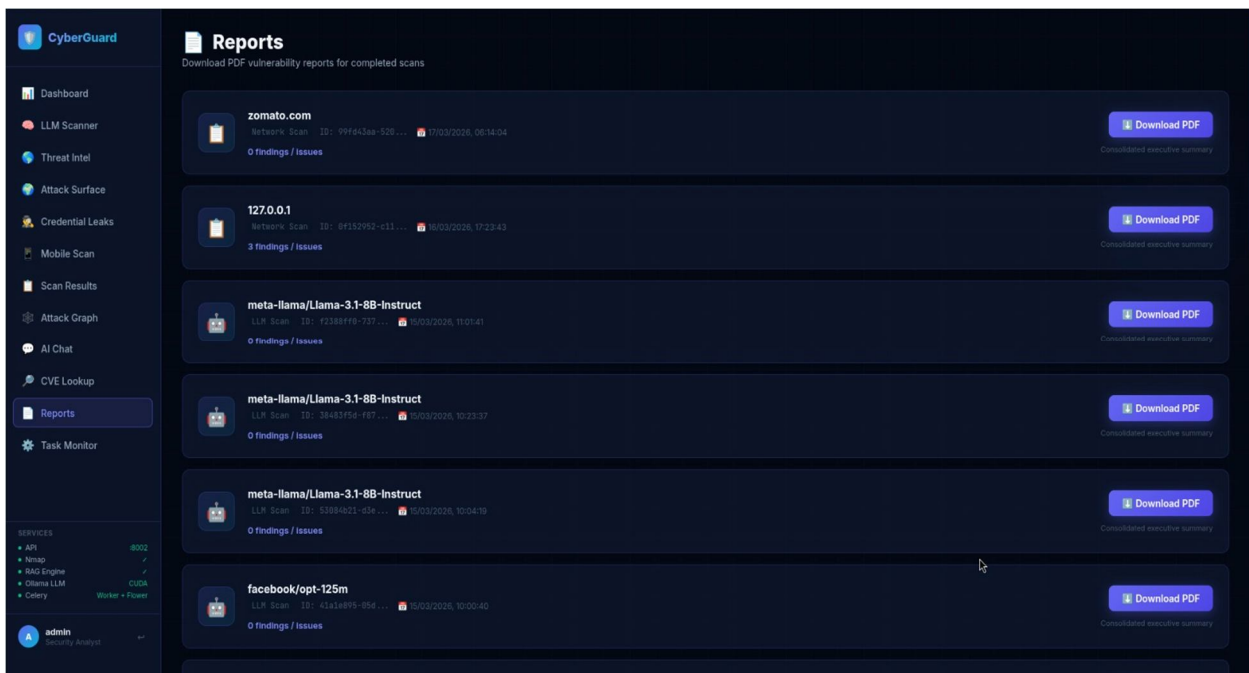 CyberGuard
Dashboard
LLM Scanner
Threat Intel
Attack Surface
Credential Leaks
Mobile Scan
Scan Results
Attack Graph
AI Chat
CVE Lookup
Reports
Task Monitor
SERVICES
API :8002
Nmap ✓
RAG Engine ✓
Ollama LLM CUDA
Celery Worker + Flower
A admin
Security Analyst
Reports
Download PDF vulnerability reports for completed scans
zomato.com
Network Scan ID: 99fd43aa-520... 17/03/2026, 06:14:04
0 findings / issues
Download PDF
Consolidated executive summary
127.0.0.1
Network Scan ID: 0f152952-c11... 16/03/2026, 17:23:43
3 findings / issues
Download PDF
Consolidated executive summary
meta-llama/Llama-3.1-8B-Instruct
LLM Scan ID: f2388ff0-737... 15/03/2026, 11:01:41
0 findings / issues
Download PDF
Consolidated executive summary
meta-llama/Llama-3.1-8B-Instruct
LLM Scan ID: 38483f5d-f87... 15/03/2026, 10:23:37
0 findings / issues
Download PDF
Consolidated executive summary
meta-llama/Llama-3.1-8B-Instruct
LLM Scan ID: 53084b21-d3e... 15/03/2026, 10:04:19
0 findings / issues
Download PDF
Consolidated executive summary
facebook/opt-125m
LLM Scan ID: 41a1e895-05d... 15/03/2026, 10:00:40
0 findings / issues
Download PDF
Consolidated executive summary